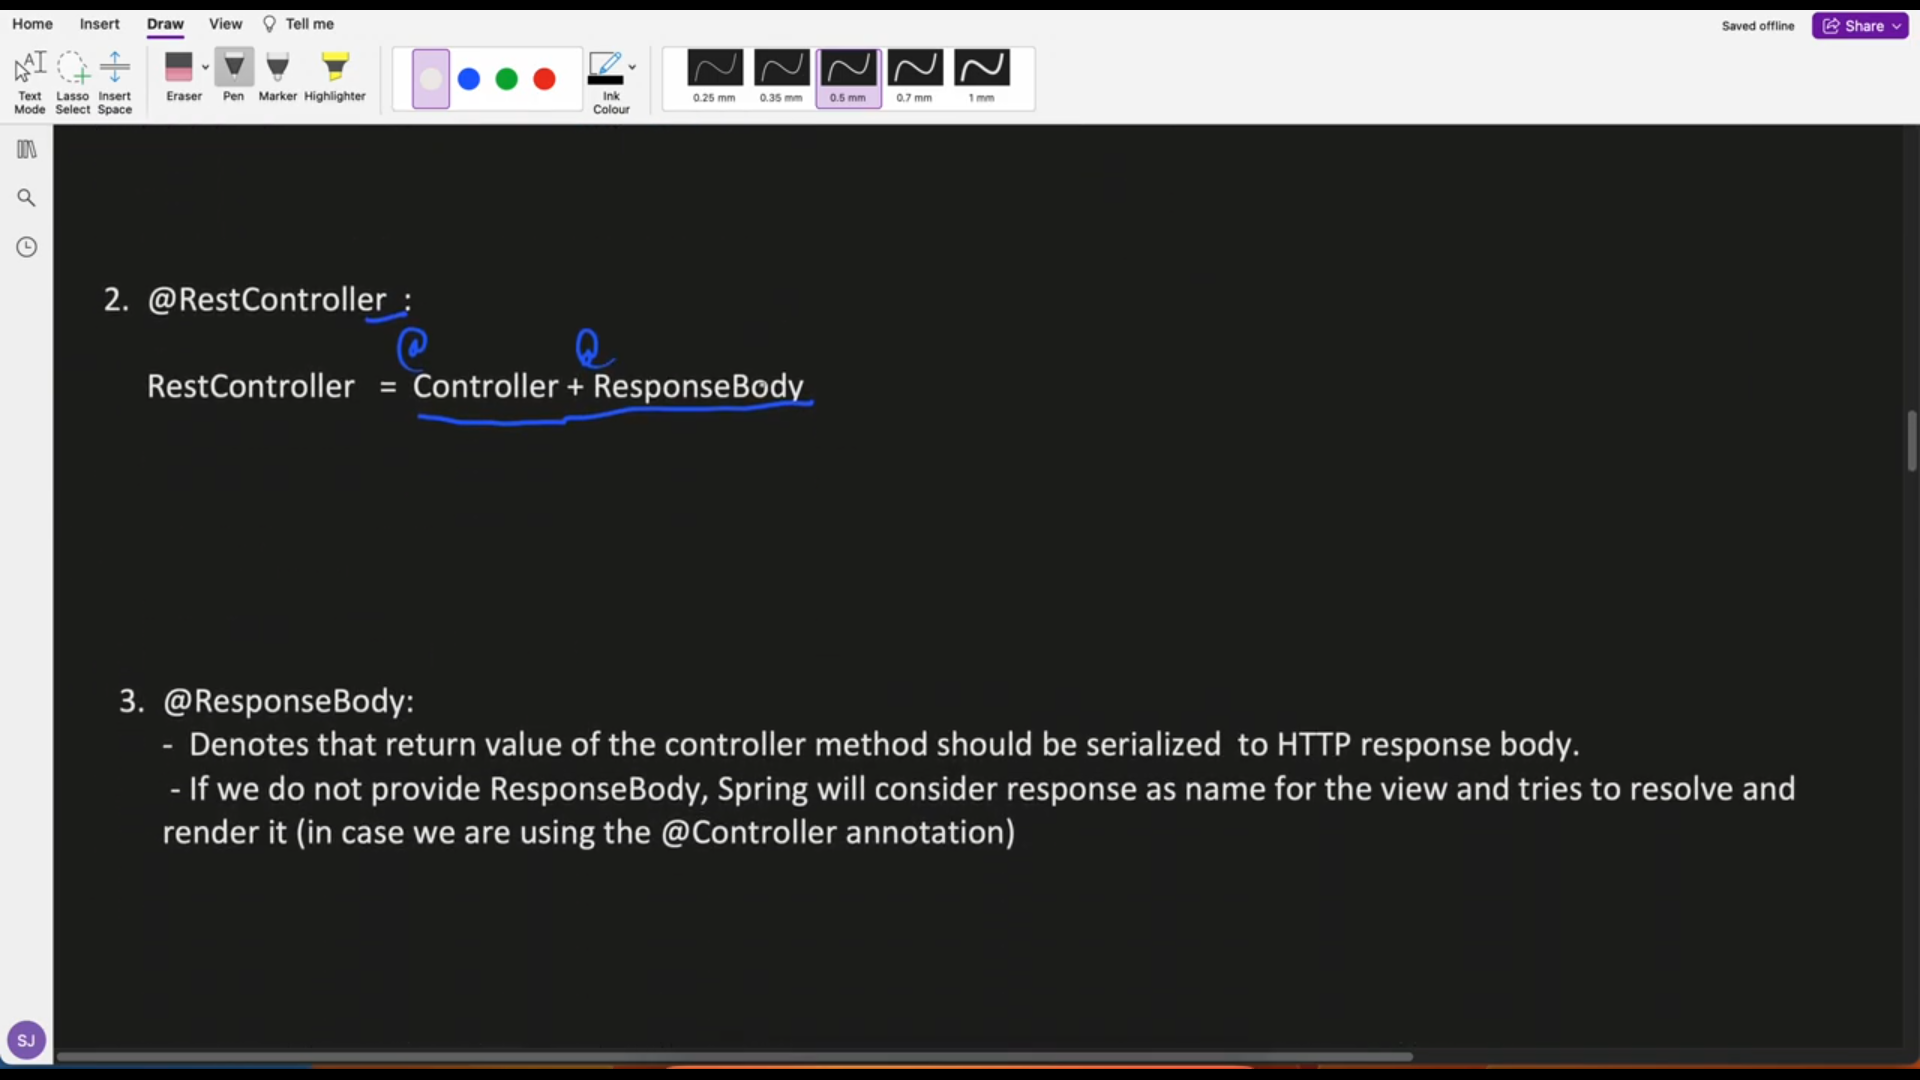 Home Insert Draw View Tell me
Saved offline Share
Text Mode Lasso Select Insert Space Eraser Pen Marker Highlighter Ink Colour 0.25 mm 0.35 mm 0.5 mm 0.7 mm 1 mm
2. @RestController :
@ @
RestController = Controller + ResponseBody
3. @ResponseBody:
- Denotes that return value of the controller method should be serialized to HTTP response body.
- If we do not provide ResponseBody, Spring will consider response as name for the view and tries to resolve and
render it (in case we are using the @Controller annotation)
SJ